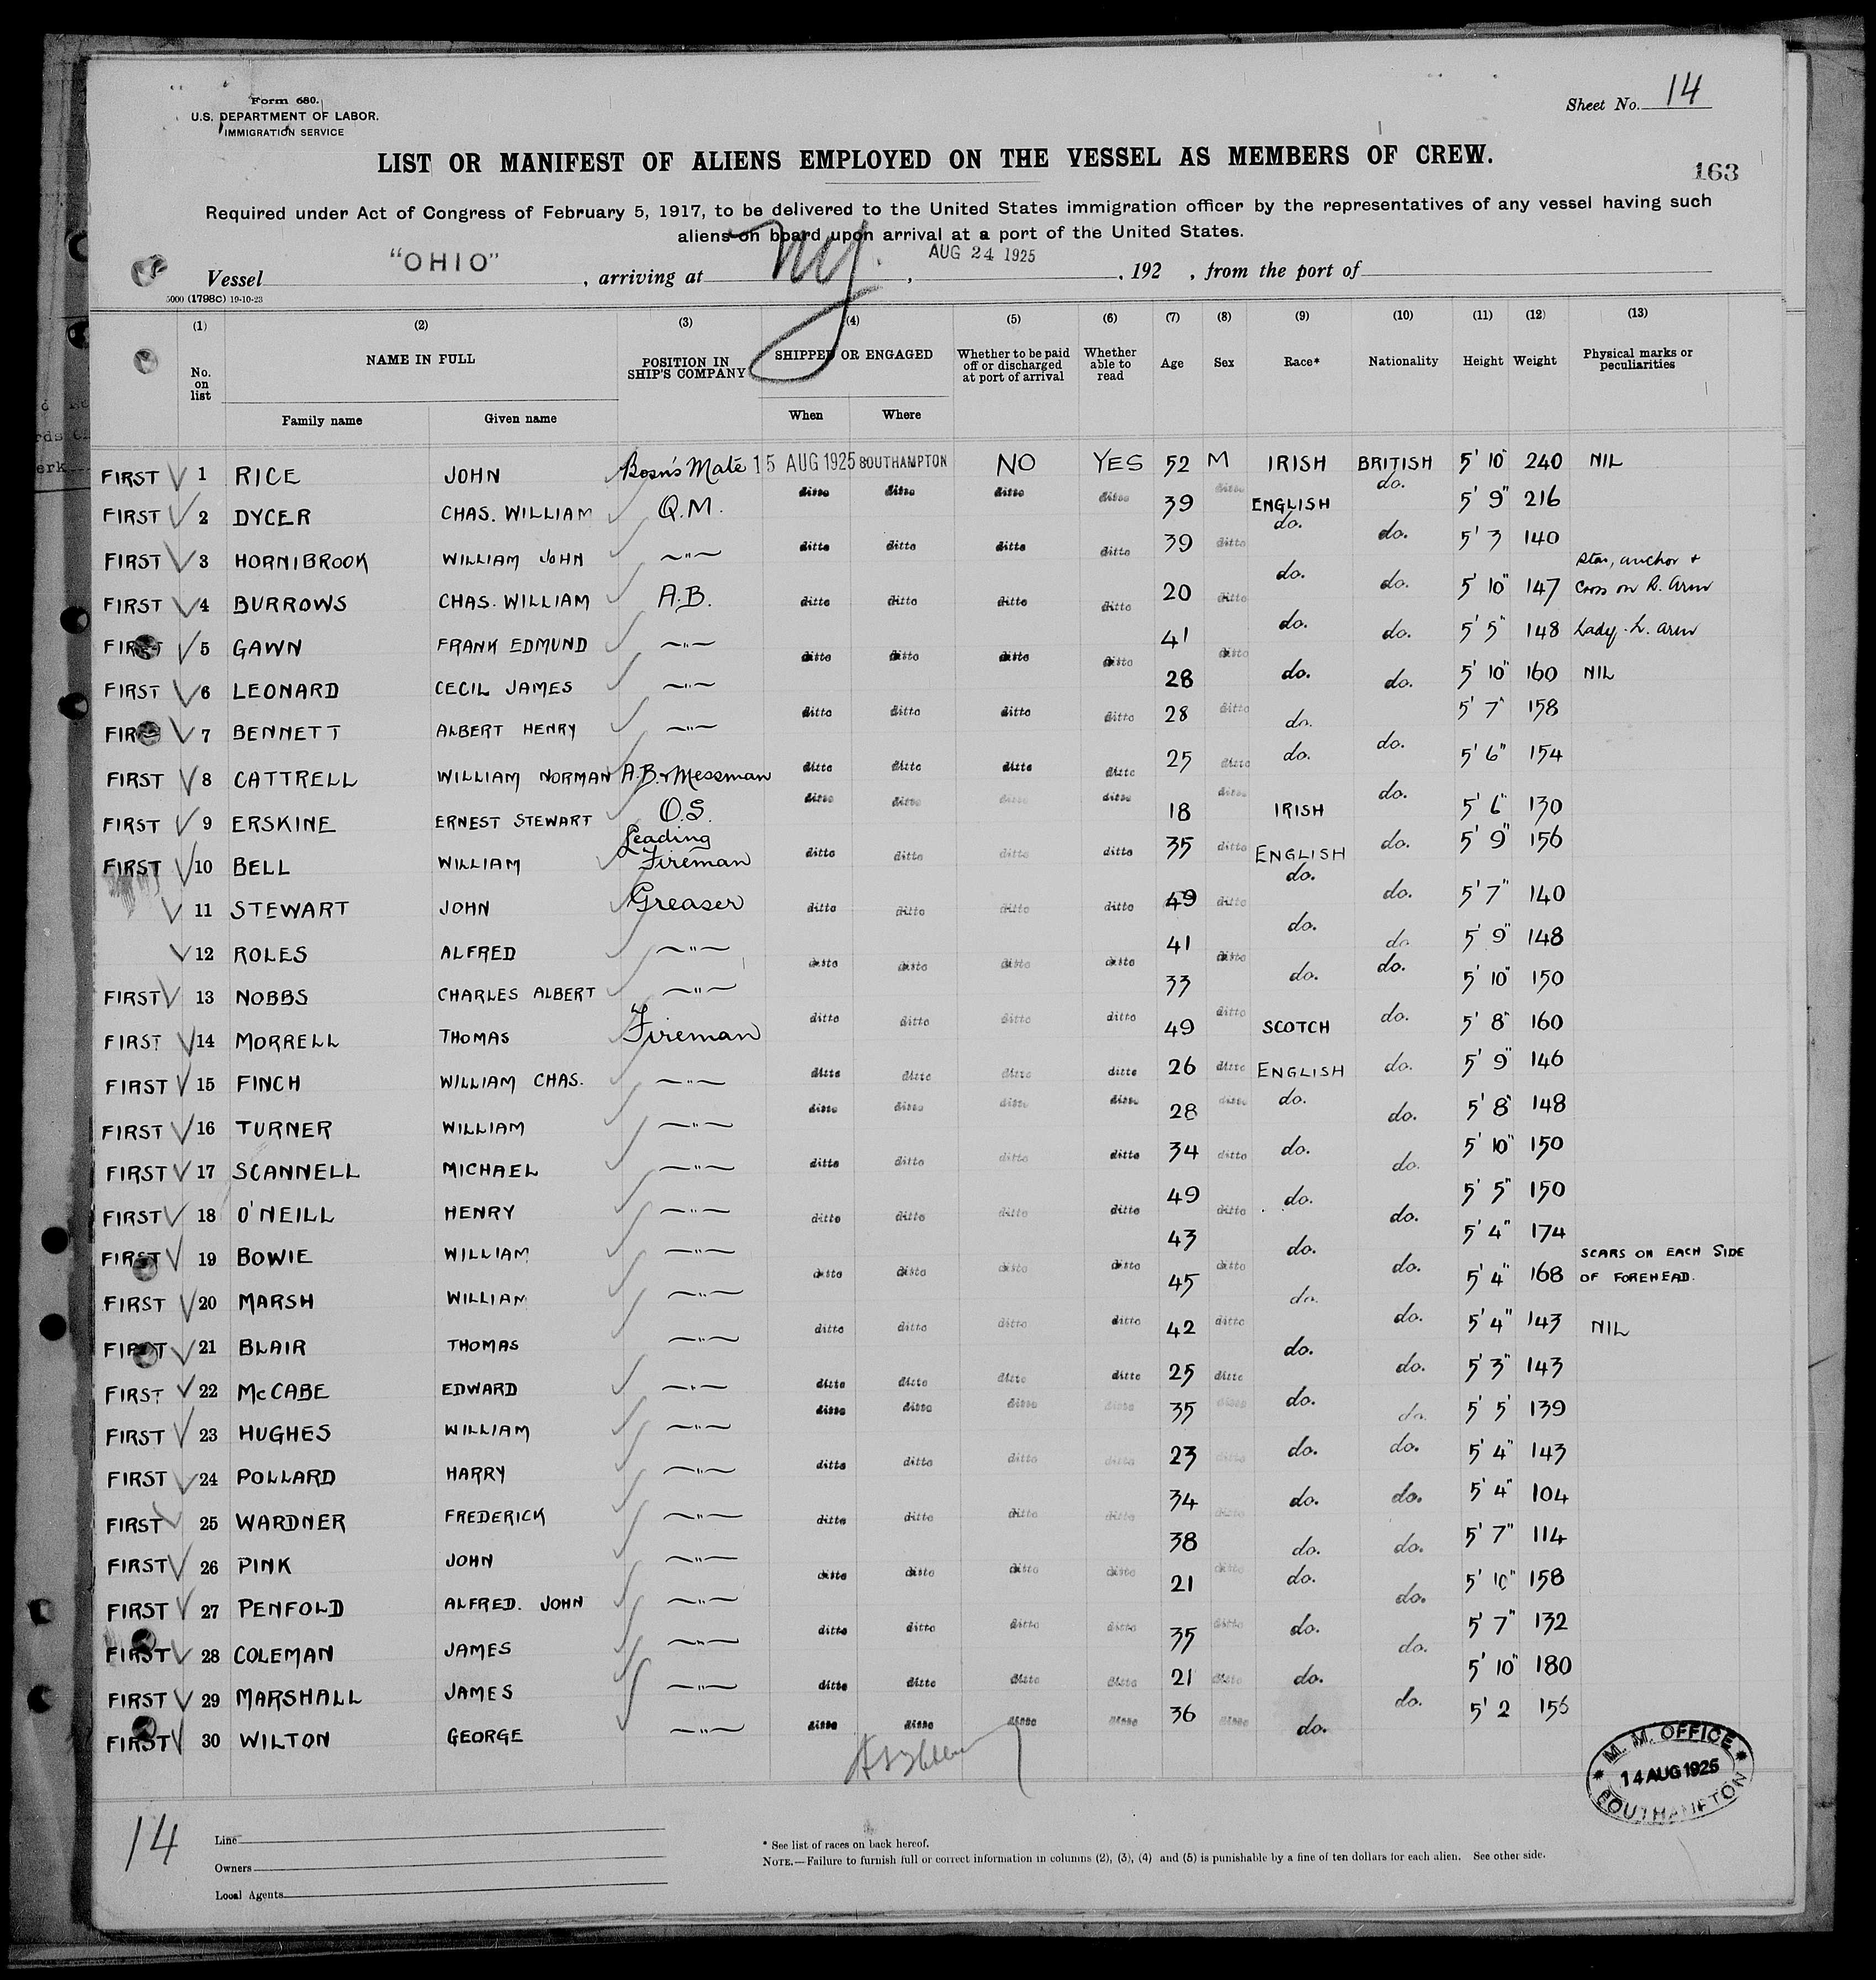 Form 680.
U.S. DEPARTMENT OF LABOR.
IMMIGRATION SERVICE
Sheet No. 14
LIST OR MANIFEST OF ALIENS EMPLOYED ON THE VESSEL AS MEMBERS OF CREW.
163
Required under Act of Congress of February 5, 1917, to be delivered to the United States immigration officer by the representatives of any vessel having such
aliens on board upon arrival at a port of the United States.
Vessel "OHIO", arriving at NY., AUG 24 1925, 192 , from the port of
5000 (1798c) 19-10-23
(1) (2) (3) (4) (5) (6) (7) (8) (9) (10) (11) (12) (13)
No. on list NAME IN FULL POSITION IN SHIP'S COMPANY SHIPPED OR ENGAGED Whether to be paid off or discharged at port of arrival Whether able to read Age Sex Race* Nationality Height Weight Physical marks or peculiarities
Family name Given name When Where
FIRST 1 RICE JOHN Bosn's Mate 15 AUG 1925 SOUTHAMPTON NO YES 52 M IRISH BRITISH 5' 10" 240 NIL
FIRST 2 DYCER CHAS. WILLIAM Q.M. ditto ditto ditto ditto 39 ditto ENGLISH do. 5' 9" 216
FIRST 3 HORNIBROOK WILLIAM JOHN —"— ditto ditto ditto ditto 39 ditto do. do. 5' 3 140
FIRST 4 BURROWS CHAS. WILLIAM A.B. ditto ditto ditto ditto 20 ditto do. do. 5' 10" 147 Star, anchor + Cross on R. Arm
FIRST 5 GAWN FRANK EDMUND —"— ditto ditto ditto ditto 41 ditto do. do. 5' 5" 148 Lady - L. arm
FIRST 6 LEONARD CECIL JAMES —"— ditto ditto ditto ditto 28 ditto do. do. 5' 10" 160 NIL
FIRST 7 BENNETT ALBERT HENRY —"— ditto ditto ditto ditto 28 ditto do. do. 5' 7" 158
FIRST 8 CATTRELL WILLIAM NORMAN A.B. & Messman ditto ditto ditto ditto 25 ditto do. do. 5' 6" 154
FIRST 9 ERSKINE ERNEST STEWART O.S. ditto ditto ditto ditto 18 ditto IRISH do. 5' 6" 130
FIRST 10 BELL WILLIAM Leading Fireman ditto ditto ditto ditto 35 ditto ENGLISH do. 5' 9" 156
11 STEWART JOHN Greaser ditto ditto ditto ditto 49 ditto do. do. 5' 7" 140
12 ROLES ALFRED —"— ditto ditto ditto ditto 41 ditto do. do. 5' 9" 148
FIRST 13 NOBBS CHARLES ALBERT —"— 33 do. do. 5' 10" 150
FIRST 14 MORRELL THOMAS Fireman ditto ditto ditto ditto 49 ditto SCOTCH do. 5' 8" 160
FIRST 15 FINCH WILLIAM CHAS. —"— ditto ditto ditto ditto 26 ditto ENGLISH do. 5' 9" 146
FIRST 16 TURNER WILLIAM —"— ditto ditto ditto ditto 28 ditto do. do. 5' 8" 148
FIRST 17 SCANNELL MICHAEL —"— ditto ditto ditto ditto 34 ditto do. do. 5' 10" 150
FIRST 18 O'NEILL HENRY —"— ditto ditto ditto ditto 49 ditto do. do. 5' 5" 150
FIRST 19 BOWIE WILLIAM —"— 43 do. 5' 4" 174
FIRST 20 MARSH WILLIAM —"— ditto ditto ditto ditto 45 ditto do. do. 5' 4" 168 SCARS ON EACH SIDE OF FOREHEAD.
FIRST 21 BLAIR THOMAS —"— ditto ditto ditto ditto 42 ditto do. do. 5' 4" 143 NIL
FIRST 22 McCABE EDWARD —"— ditto ditto ditto ditto 25 ditto do. do. 5' 3" 143
FIRST 23 HUGHES WILLIAM —"— ditto ditto ditto ditto 35 ditto do. do. 5' 5' 139
FIRST 24 POLLARD HARRY —"— ditto ditto ditto ditto 23 ditto do. do. 5' 4" 143
FIRST 25 WARDNER FREDERICK —"— ditto ditto ditto ditto 34 ditto do. do. 5' 4" 104
FIRST 26 PINK JOHN —"— ditto ditto ditto ditto 38 ditto do. do. 5' 7" 114
FIRST 27 PENFOLD ALFRED. JOHN —"— 21 do. do. 5' 10" 158
FIRST 28 COLEMAN JAMES —"— ditto ditto ditto ditto 35 ditto do. do. 5' 7" 132
FIRST 29 MARSHALL JAMES —"— ditto ditto ditto ditto 21 ditto do. do. 5' 10" 180
FIRST 30 WILTON GEORGE —"— ditto ditto ditto ditto 36 ditto do. 5' 2 156
M. M. OFFICE
14 AUG 1925
SOUTHAMPTON
14
Line
Owners
Local Agents
* See list of races on back hereof.
NOTE.—Failure to furnish full or correct information in columns (2), (3), (4) and (5) is punishable by a fine of ten dollars for each alien. See other side.